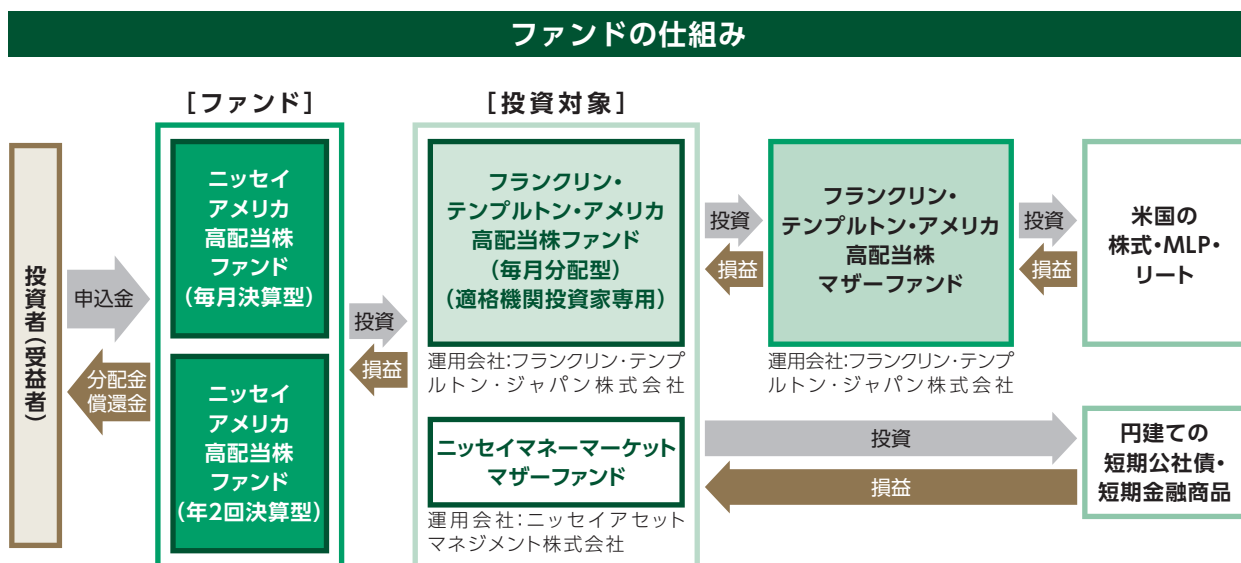 ファンドの仕組み
［ファンド］
［投資対象］
投資者（受益者）
申込金
分配金
償還金
ニッセイ
アメリカ
高配当株
ファンド
（毎月決算型）
ニッセイ
アメリカ
高配当株
ファンド
（年2回決算型）
投資
損益
フランクリン・
テンプルトン・アメリカ
高配当株ファンド
（毎月分配型）
（適格機関投資家専用）
運用会社：フランクリン・テンプ
ルトン・ジャパン株式会社
ニッセイマネーマーケット
マザーファンド
運用会社：ニッセイアセット
マネジメント株式会社
投資
損益
フランクリン・
テンプルトン・アメリカ
高配当株
マザーファンド
運用会社：フランクリン・テンプ
ルトン・ジャパン株式会社
投資
損益
米国の
株式・MLP・
リート
投資
損益
円建ての
短期公社債・
短期金融商品